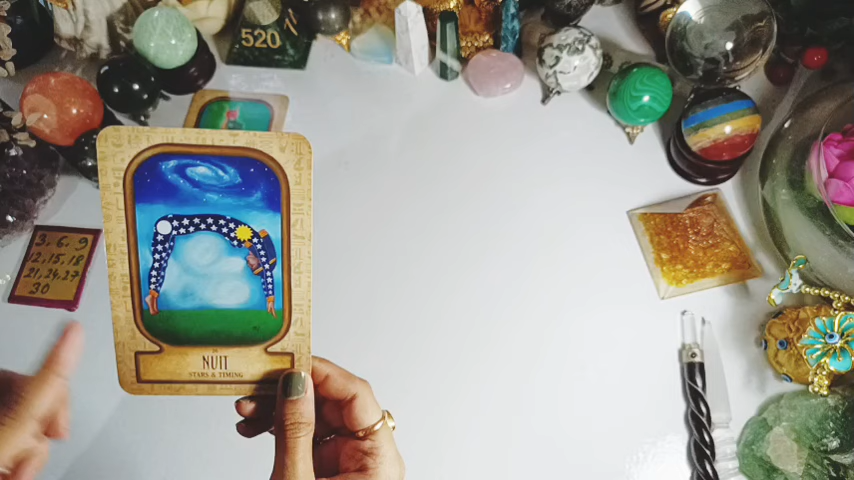 520
3, 6, 9
12, 15, 18
21, 24, 27
30
NUIT
STARS & TIMING